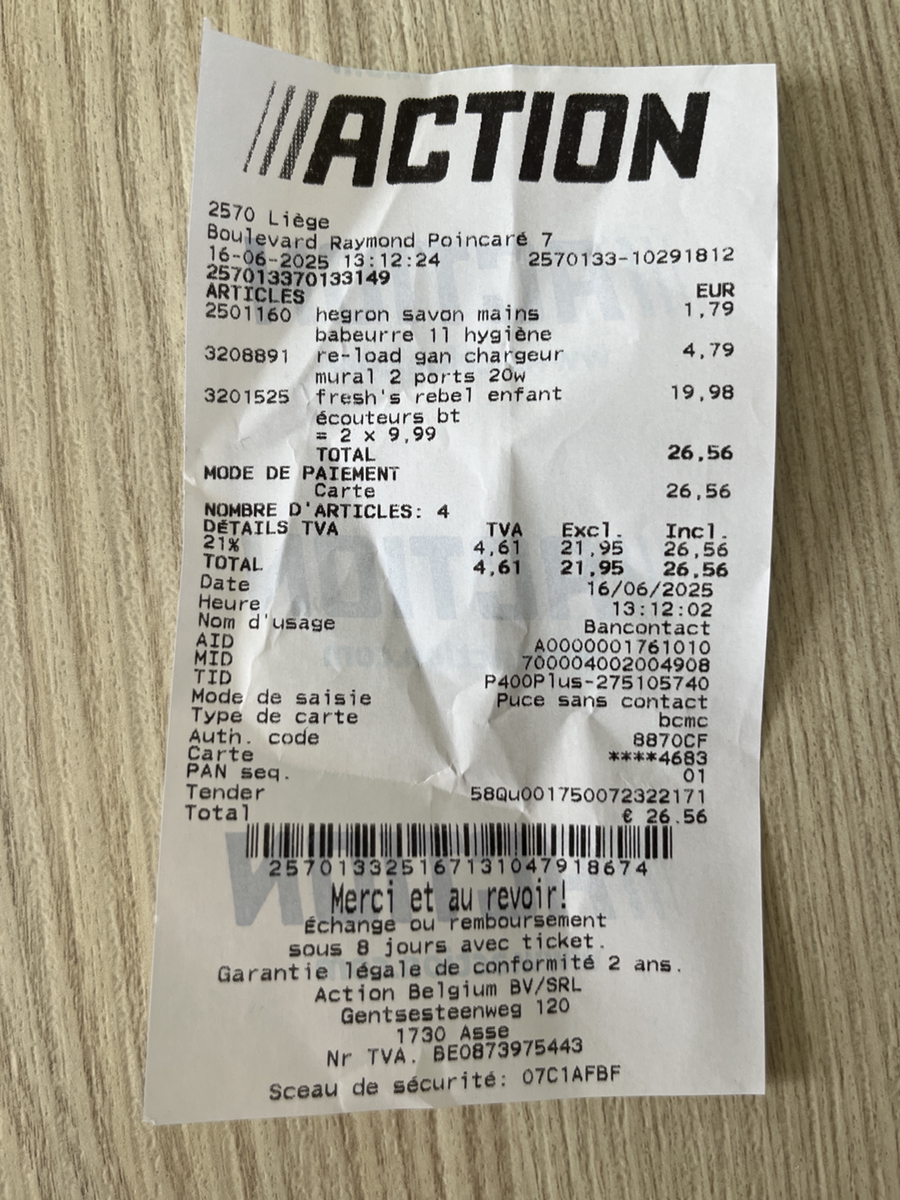 ACTION
2570 Liège
Boulevard Raymond Poincaré 7
16-06-2025 13:12:24 2570133-10291812
257013370133149
ARTICLES EUR
2501160 hegron savon mains 1,79
babeurre 1l hygiène
3208891 re-load gan chargeur 4,79
mural 2 ports 20w
3201525 fresh's rebel enfant 19,98
écouteurs bt
= 2 x 9,99
TOTAL 26,56
MODE DE PAIEMENT
Carte 26,56
NOMBRE D'ARTICLES: 4
DÉTAILS TVA TVA Excl. Incl.
21% 4,61 21,95 26,56
TOTAL 4,61 21,95 26,56
Date 16/06/2025
Heure 13:12:02
Nom d'usage Bancontact
AID A0000001761010
MID 700004002004908
TID P400Plus-275105740
Mode de saisie Puce sans contact
Type de carte bcmc
Auth. code 8870CF
Carte ****4683
PAN seq. 01
Tender 58Qu001750072322171
Total € 26.56
257013325167131047918674
Merci et au revoir!
Échange ou remboursement
sous 8 jours avec ticket.
Garantie légale de conformité 2 ans.
Action Belgium BV/SRL
Gentsesteenweg 120
1730 Asse
Nr TVA. BE0873975443
Sceau de sécurité: 07C1AFBF